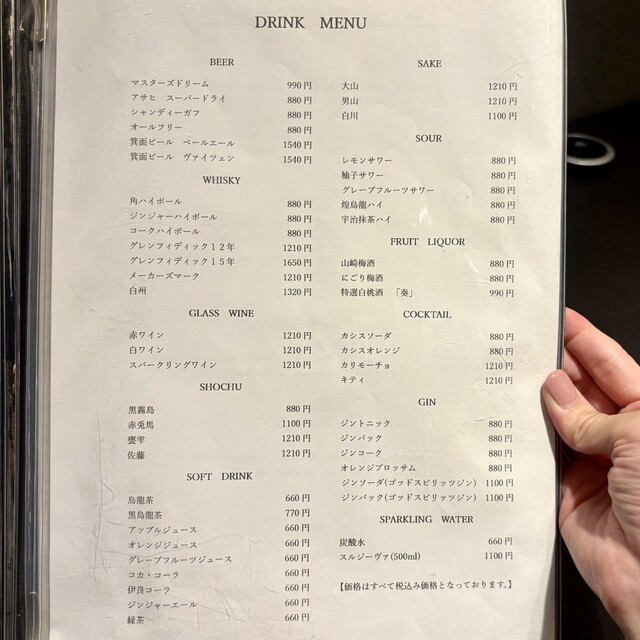 DRINK MENU
BEER
マスターズドリーム 990円
アサヒ スーパードライ 880円
シャンディーガフ 880円
オールフリー 880円
箕面ビール ペールエール 1540円
箕面ビール ヴァイツェン 1540円
WHISKY
角ハイボール 880円
ジンジャーハイボール 880円
コークハイボール 880円
グレンフィディック12年 1210円
グレンフィディック15年 1650円
メーカーズマーク 1210円
白州 1320円
GLASS WINE
赤ワイン 1210円
白ワイン 1210円
スパークリングワイン 1210円
SHOCHU
黒霧島 880円
赤兎馬 1100円
甕雫 1210円
佐藤 1210円
SOFT DRINK
烏龍茶 660円
黒烏龍茶 770円
アップルジュース 660円
オレンジジュース 660円
グレープフルーツジュース 660円
コカ・コーラ 660円
伊良コーラ 660円
ジンジャーエール 660円
緑茶 660円
SAKE
大山 1210円
男山 1210円
白川 1100円
SOUR
レモンサワー 880円
柚子サワー 880円
グレープフルーツサワー 880円
煌烏龍ハイ 880円
宇治抹茶ハイ 880円
FRUIT LIQUOR
山崎梅酒 880円
にごり梅酒 880円
特選白桃酒 「奏」 990円
COCKTAIL
カシスソーダ 880円
カシスオレンジ 880円
カリモーチョ 1210円
キティ 1210円
GIN
ジントニック 880円
ジンバック 880円
ジンコーク 880円
オレンジブロッサム 880円
ジンソーダ(ゴッドスピリッツジン) 1100円
ジンバック(ゴッドスピリッツジン) 1100円
SPARKLING WATER
炭酸水 660円
スルジーヴァ(500ml) 1100円
【価格はすべて税込み価格となっております。】